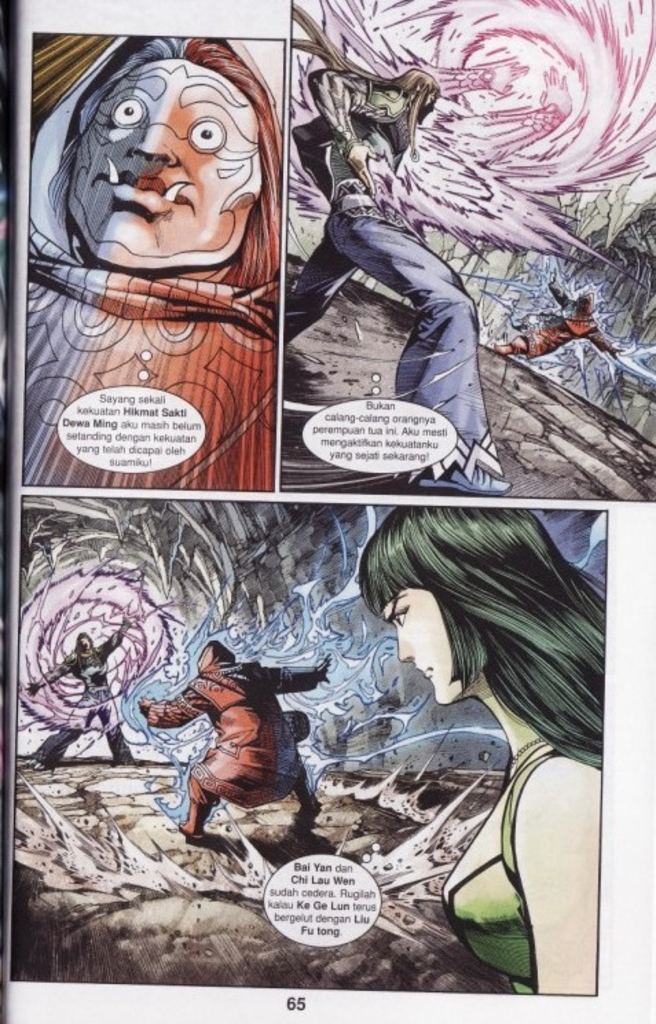 Sayang sekali
kekuatan Hikmat Sakti
Dewa Ming aku masih belum
setanding dengan kekuatan
yang telah dicapai oleh
suamiku!
Bukan
calang-calang orangnya
perempuan tua ini. Aku mesti
mengaktifkan kekuatanku
yang sejati sekarang!
Bai Yan dan
Chi Lau Wen
sudah cedera. Rugilah
kalau Ke Ge Lun terus
bergelut dengan Liu
Fu tong.
65